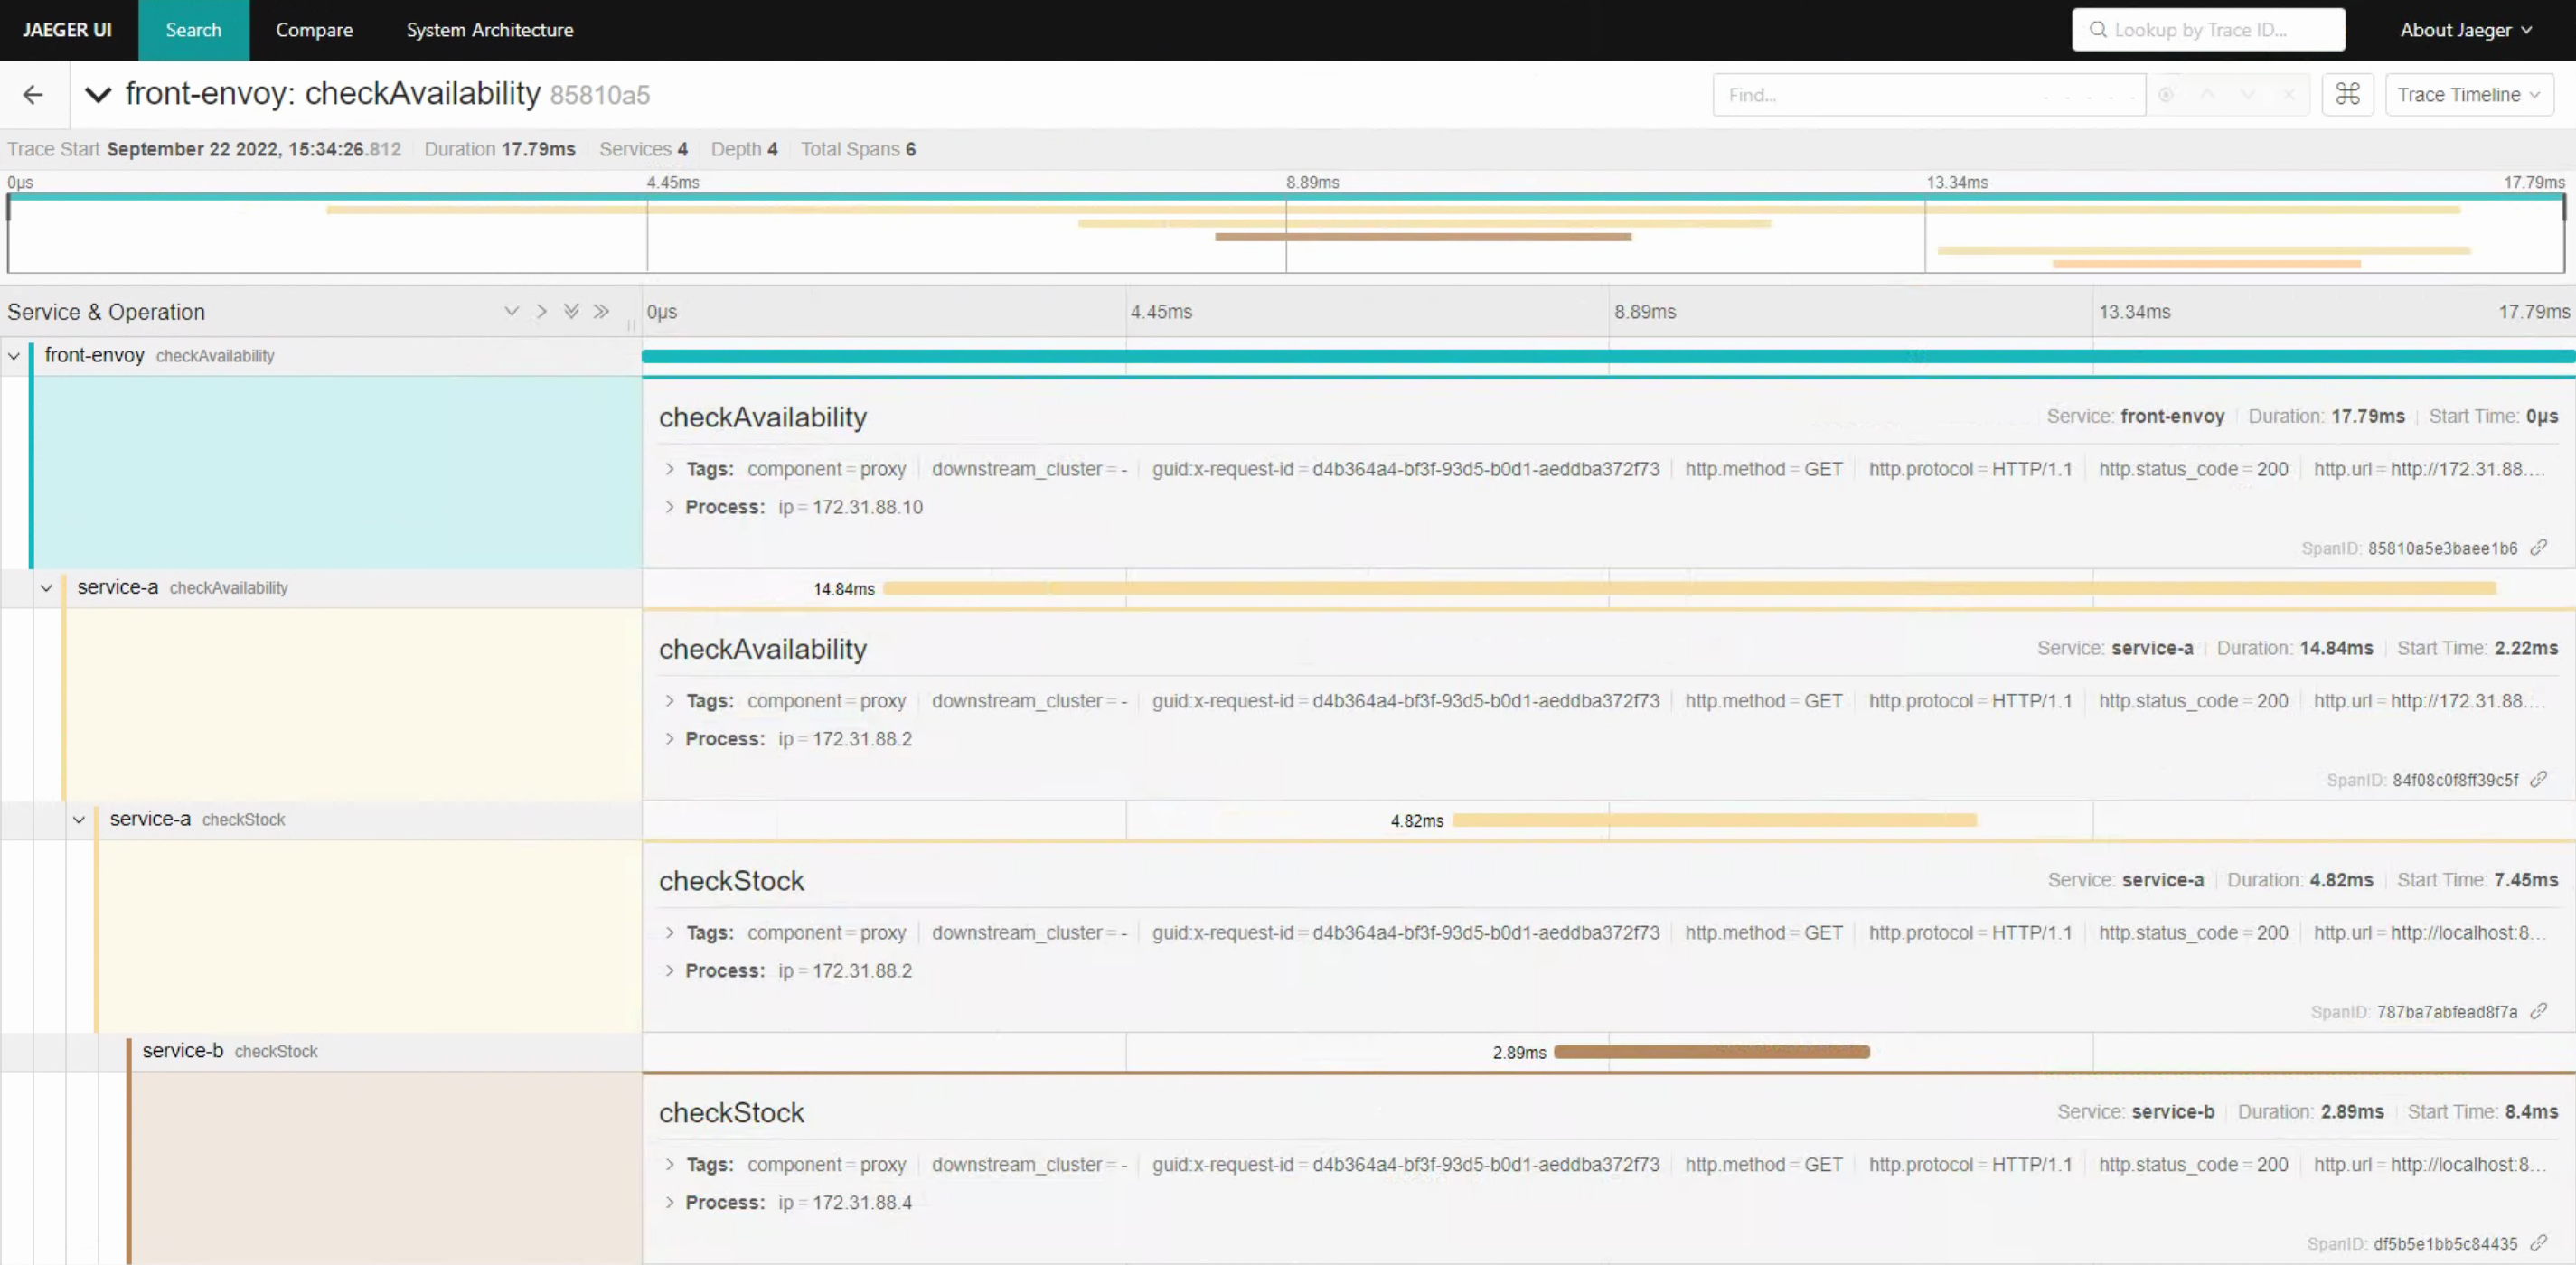 JAEGER UI Search Compare System Architecture Lookup by Trace ID... About Jaeger
front-envoy: checkAvailability 85810a5 Find... Trace Timeline
Trace Start September 22 2022, 15:34:26.812 Duration 17.79ms Services 4 Depth 4 Total Spans 6
0μs 4.45ms 8.89ms 13.34ms 17.79ms
Service & Operation 0μs 4.45ms 8.89ms 13.34ms 17.79ms
front-envoy checkAvailability
checkAvailability Service: front-envoy Duration: 17.79ms Start Time: 0μs
Tags: component = proxy downstream_cluster = - guid:x-request-id = d4b364a4-bf3f-93d5-b0d1-aeddba372f73 http.method = GET http.protocol = HTTP/1.1 http.status_code = 200 http.url = http://172.31.88....
Process: ip = 172.31.88.10
SpanID: 85810a5e3baee1b6
service-a checkAvailability 14.84ms
checkAvailability Service: service-a Duration: 14.84ms Start Time: 2.22ms
Tags: component = proxy downstream_cluster = - guid:x-request-id = d4b364a4-bf3f-93d5-b0d1-aeddba372f73 http.method = GET http.protocol = HTTP/1.1 http.status_code = 200 http.url = http://172.31.88....
Process: ip = 172.31.88.2
SpanID: 84f08c0f8ff39c5f
service-a checkStock 4.82ms
checkStock Service: service-a Duration: 4.82ms Start Time: 7.45ms
Tags: component = proxy downstream_cluster = - guid:x-request-id = d4b364a4-bf3f-93d5-b0d1-aeddba372f73 http.method = GET http.protocol = HTTP/1.1 http.status_code = 200 http.url = http://localhost:8...
Process: ip = 172.31.88.2
SpanID: 787ba7abfead8f7a
service-b checkStock 2.89ms
checkStock Service: service-b Duration: 2.89ms Start Time: 8.4ms
Tags: component = proxy downstream_cluster = - guid:x-request-id = d4b364a4-bf3f-93d5-b0d1-aeddba372f73 http.method = GET http.protocol = HTTP/1.1 http.status_code = 200 http.url = http://localhost:8...
Process: ip = 172.31.88.4
SpanID: df5b5e1bb5c84435